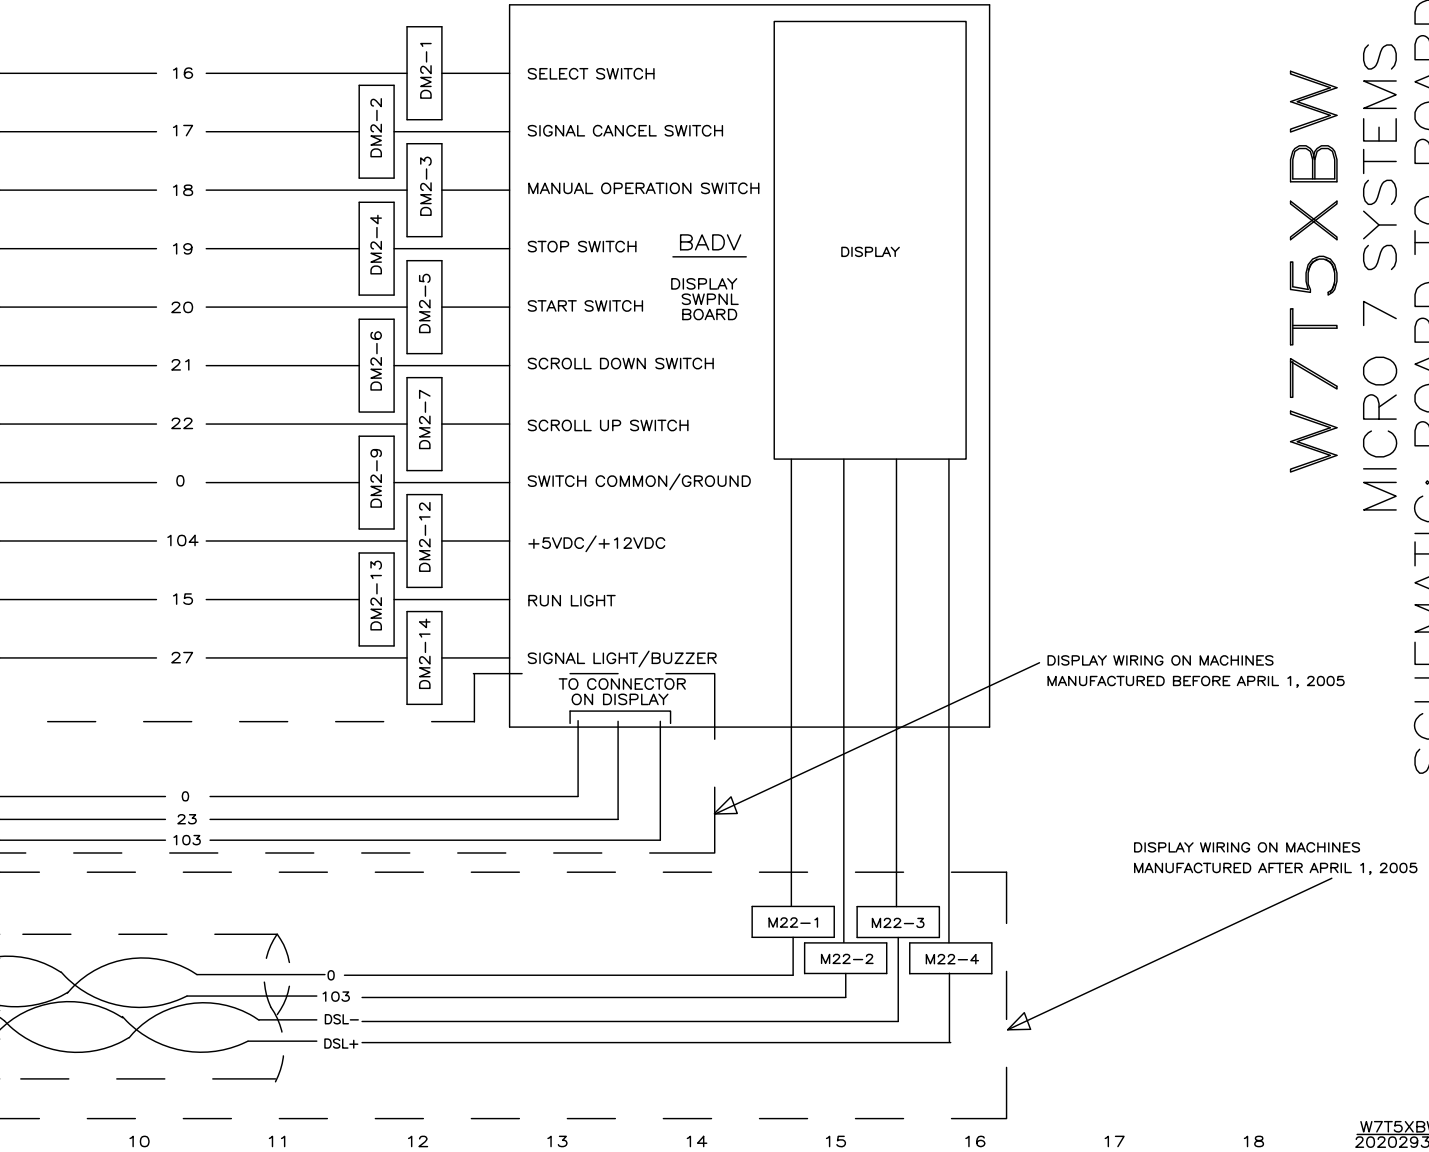 16
DM2-1
SELECT SWITCH
17
DM2-2
SIGNAL CANCEL SWITCH
18
DM2-3
MANUAL OPERATION SWITCH
19
DM2-4
STOP SWITCH
BADV
DISPLAY
SWPNL
BOARD
DISPLAY
20
DM2-5
START SWITCH
21
DM2-6
SCROLL DOWN SWITCH
22
DM2-7
SCROLL UP SWITCH
0
DM2-9
SWITCH COMMON/GROUND
104
DM2-12
+5VDC/+12VDC
15
DM2-13
RUN LIGHT
27
DM2-14
SIGNAL LIGHT/BUZZER
TO CONNECTOR
ON DISPLAY
0
23
103
DISPLAY WIRING ON MACHINES
MANUFACTURED BEFORE APRIL 1, 2005
DISPLAY WIRING ON MACHINES
MANUFACTURED AFTER APRIL 1, 2005
M22-1
M22-3
M22-2
M22-4
0
103
DSL-
DSL+
10 11 12 13 14 15 16 17 18
W7T5XBW
MICRO 7 SYSTEMS
SCHEMATIC: BOARD TO BOARD
W7T5XBW
2020293